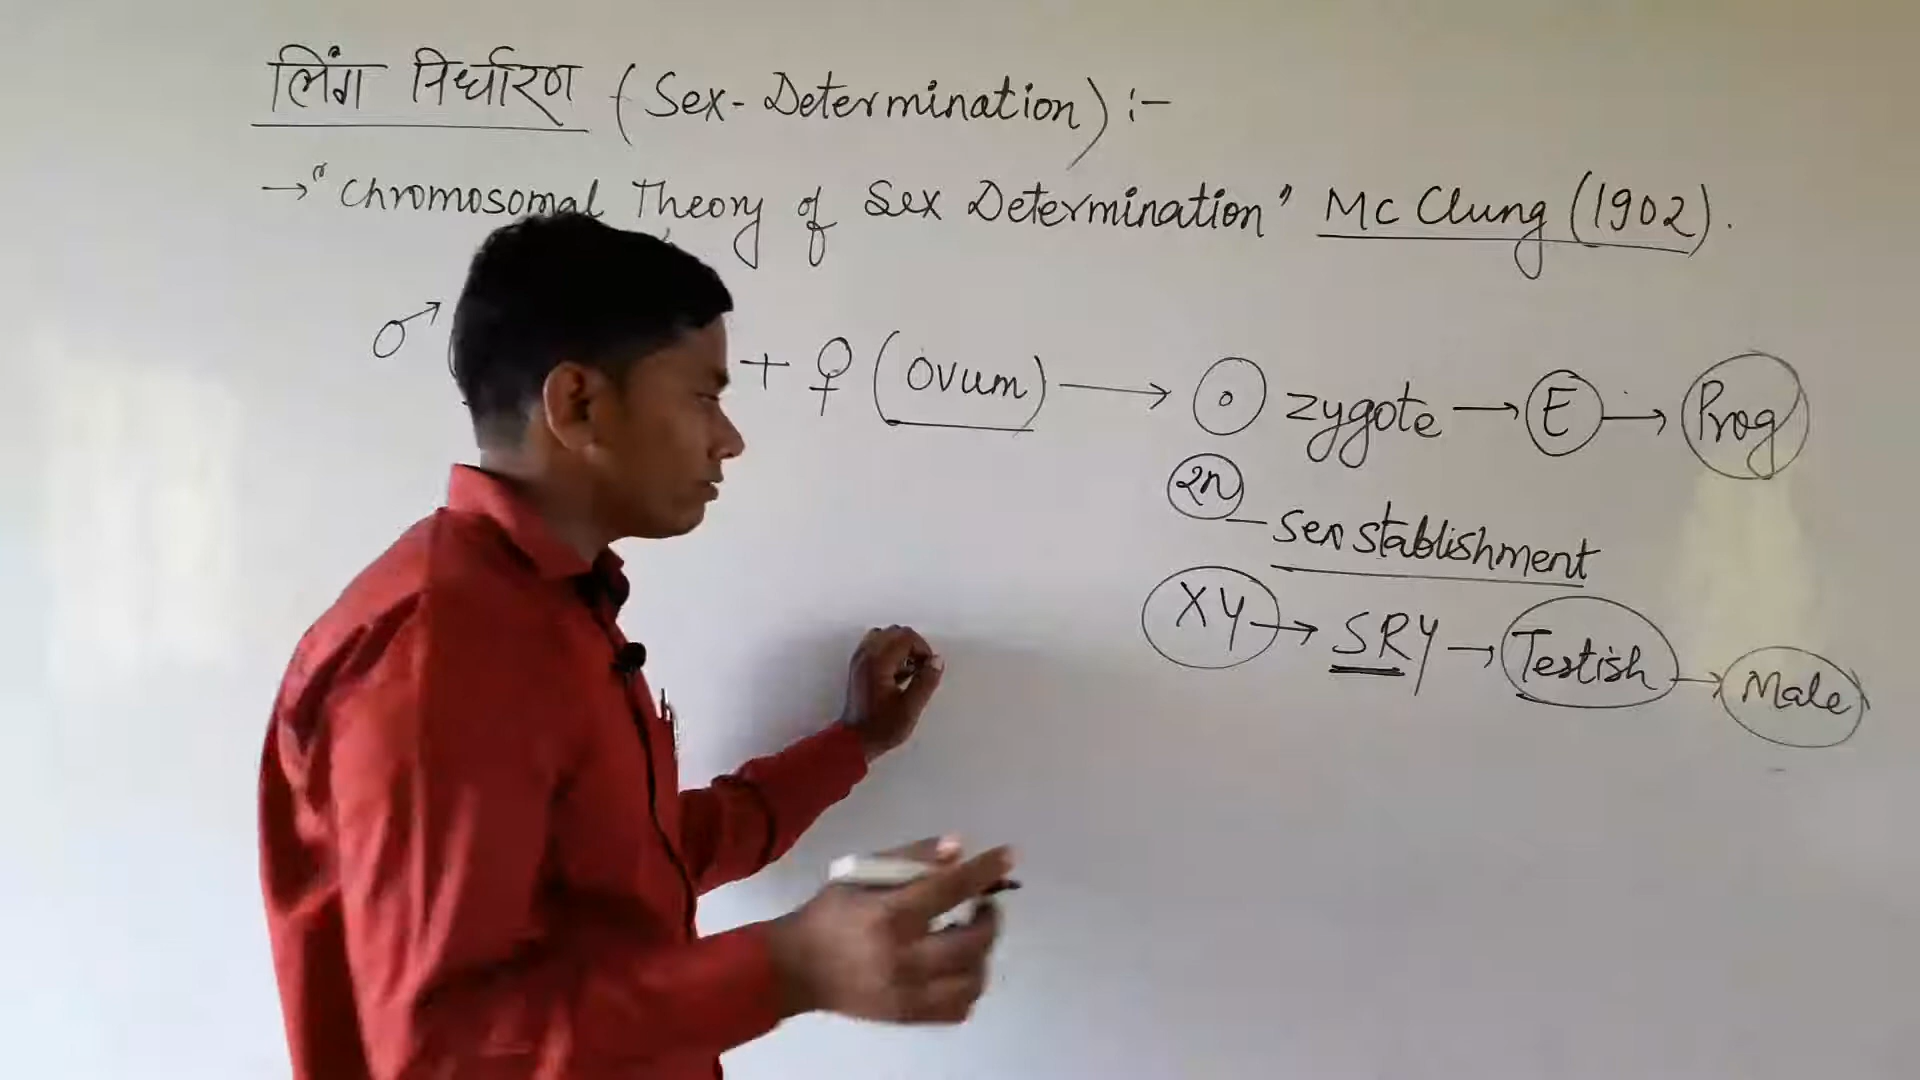 लिंग निर्धारण (Sex-Determination) :-
→ "Chromosomal Theory of Sex Determination" Mc Clung (1902).
♂ + ♀ (Ovum) → zygote → E → Prog
2n - sex stablishment
XY → SRY → Testish → Male